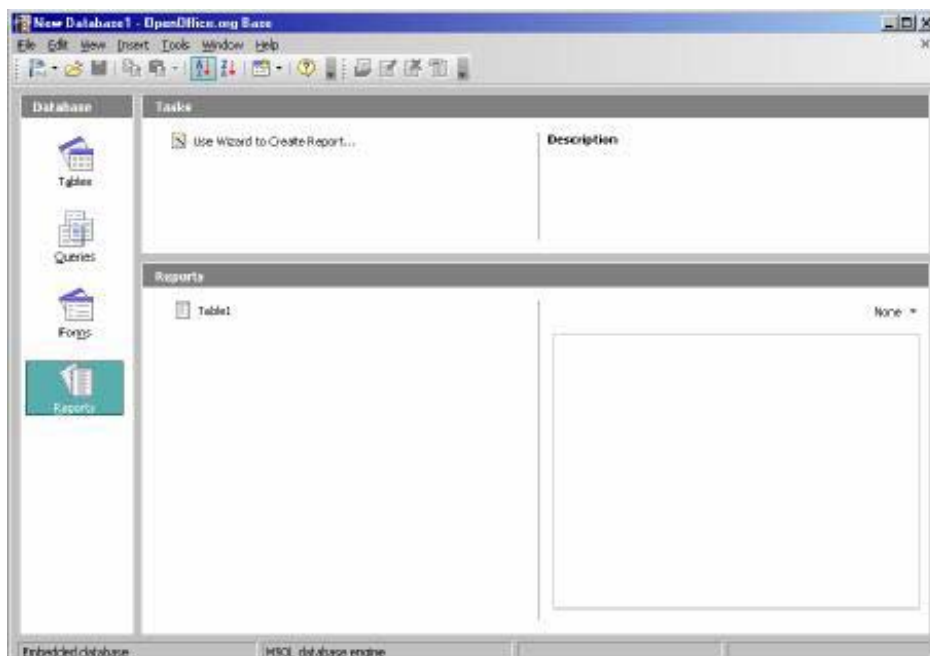 New Database1 - OpenOffice.org Base
File Edit View Insert Tools Window Help
Database
Tables
Queries
Forms
Reports
Tasks
Use Wizard to Create Report...
Description
Reports
Table1
None
Embedded database
HSQL database engine